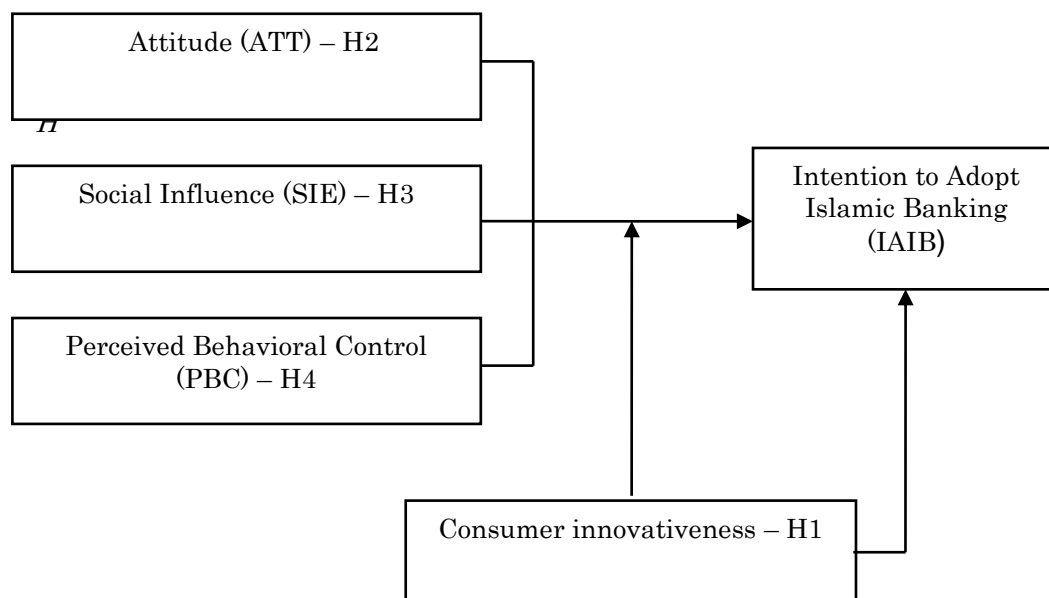 Attitude (ATT) – H2
H
Social Influence (SIE) – H3
Perceived Behavioral Control
(PBC) – H4
Intention to Adopt
Islamic Banking
(IAIB)
Consumer innovativeness – H1